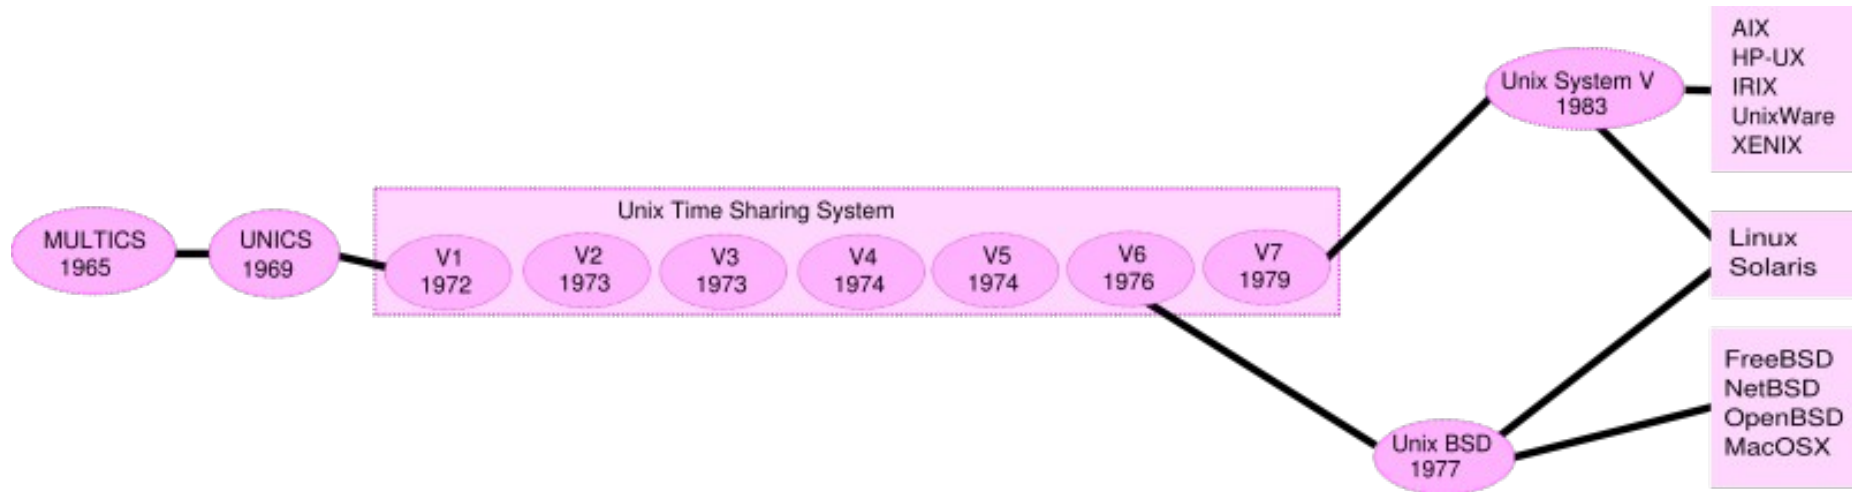 MULTICS
1965
UNICS
1969
Unix Time Sharing System
V1
1972
V2
1973
V3
1973
V4
1974
V5
1974
V6
1976
V7
1979
Unix System V
1983
Unix BSD
1977
AIX
HP-UX
IRIX
UnixWare
XENIX
Linux
Solaris
FreeBSD
NetBSD
OpenBSD
MacOSX